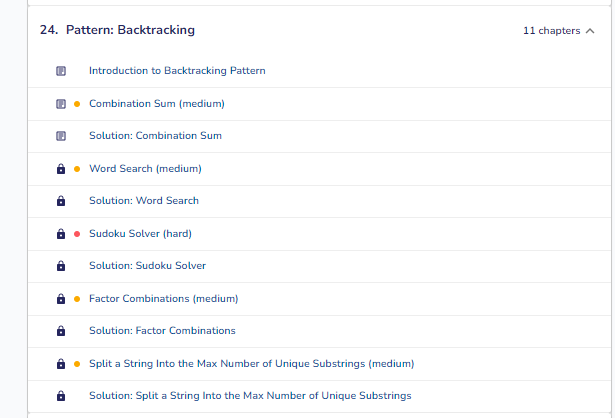 24. Pattern: Backtracking 11 chapters
Introduction to Backtracking Pattern
Combination Sum (medium)
Solution: Combination Sum
Word Search (medium)
Solution: Word Search
Sudoku Solver (hard)
Solution: Sudoku Solver
Factor Combinations (medium)
Solution: Factor Combinations
Split a String Into the Max Number of Unique Substrings (medium)
Solution: Split a String Into the Max Number of Unique Substrings